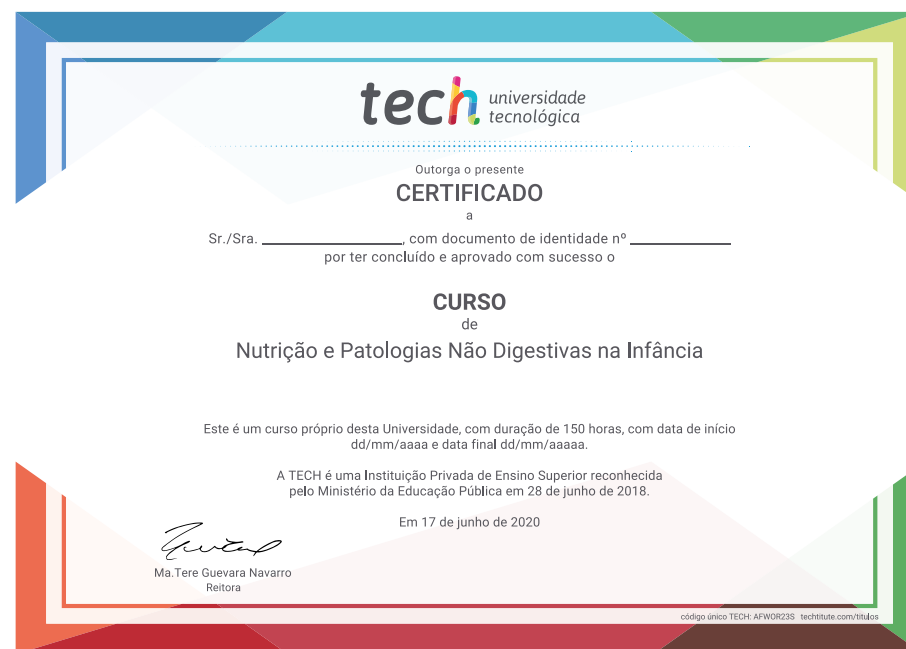 tech universidade
tecnológica
Outorga o presente
CERTIFICADO
a
Sr./Sra. ____________, com documento de identidade nº ____________
por ter concluído e aprovado com sucesso o
CURSO
de
Nutrição e Patologias Não Digestivas na Infância
Este é um curso próprio desta Universidade, com duração de 150 horas, com data de início
dd/mm/aaaa e data final dd/mm/aaaaa.
A TECH é uma Instituição Privada de Ensino Superior reconhecida
pelo Ministério da Educação Pública em 28 de junho de 2018.
Em 17 de junho de 2020
Ma.Tere Guevara Navarro
Reitora
código único TECH: AFWOR23S techtitute.com/titulos